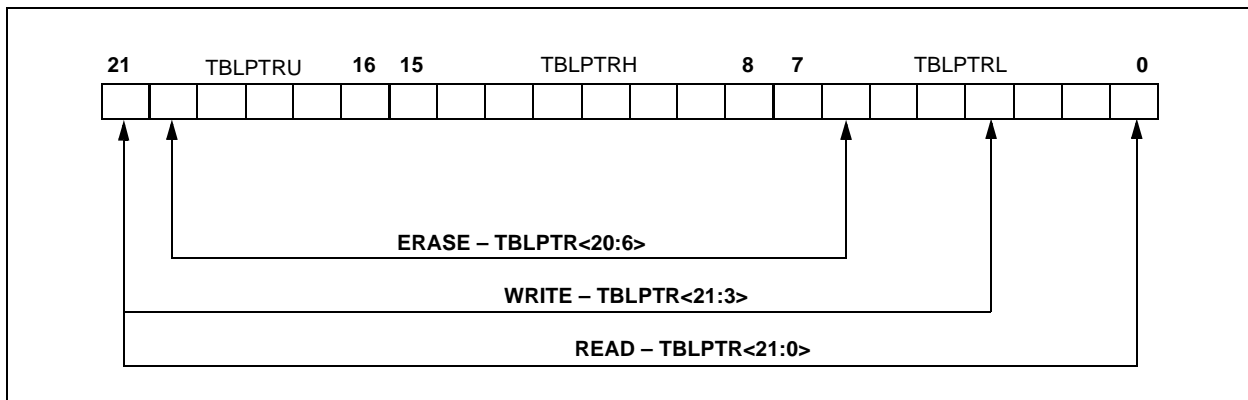 21 TBLPTRU 16 15 TBLPTRH 8 7 TBLPTRL 0
ERASE – TBLPTR<20:6>
WRITE – TBLPTR<21:3>
READ – TBLPTR<21:0>